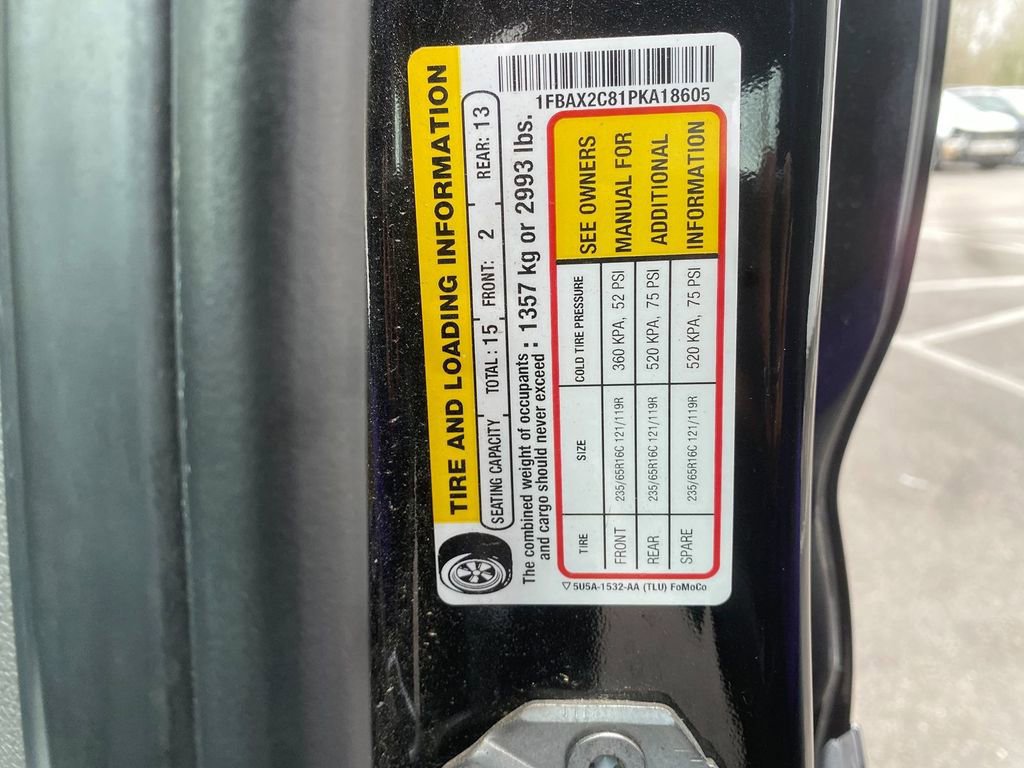 1FBAX2C81PKA18605
TIRE AND LOADING INFORMATION
SEATING CAPACITY TOTAL: 15 FRONT: 2 REAR: 13
The combined weight of occupants and cargo should never exceed : 1357 kg or 2993 lbs.
TIRE SIZE COLD TIRE PRESSURE
FRONT 235/65R16C 121/119R 360 KPA, 52 PSI
REAR 235/65R16C 121/119R 520 KPA, 75 PSI
SPARE 235/65R16C 121/119R 520 KPA, 75 PSI
SEE OWNERS
MANUAL FOR
ADDITIONAL
INFORMATION
5U5A-1532-AA (TLU) FoMoCo